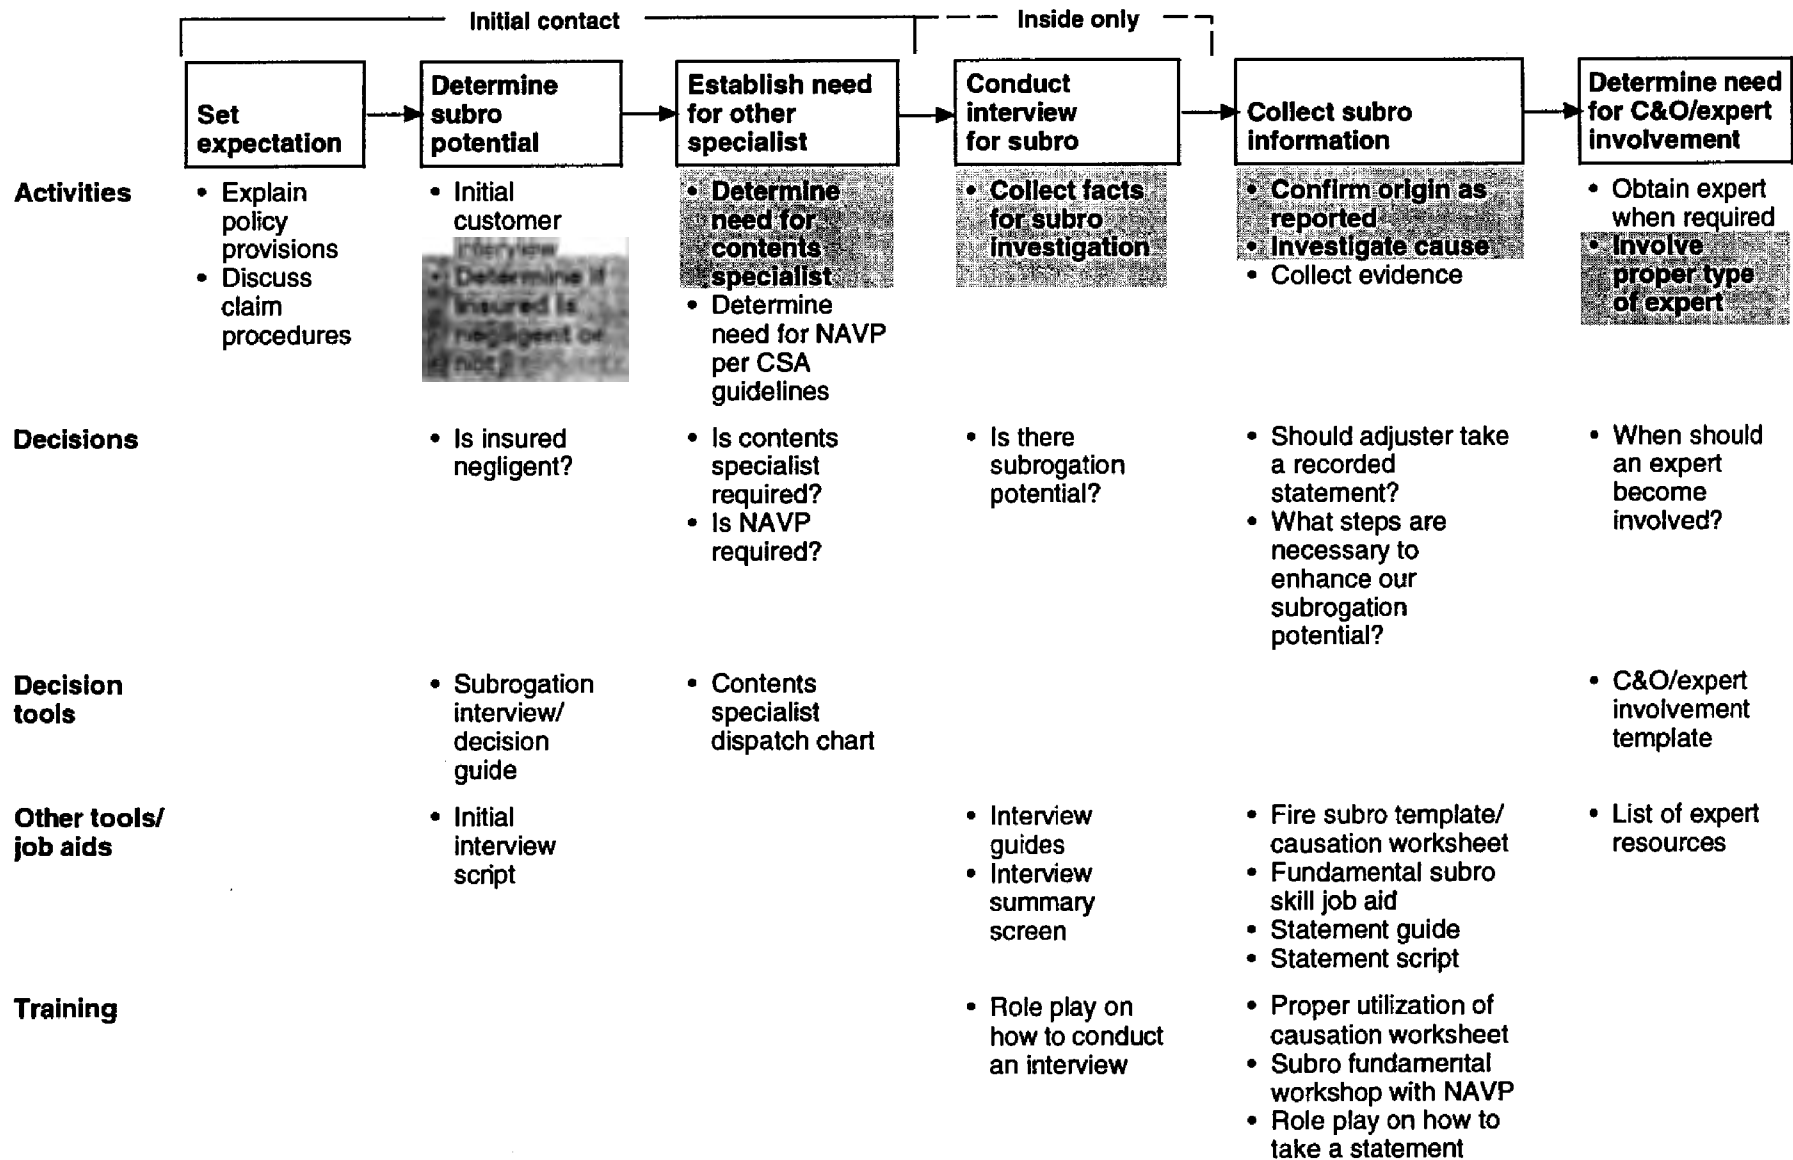 Initial contact
Inside only
Set
expectation
Determine
subro
potential
Establish need
for other
specialist
Conduct
interview
for subro
Collect subro
information
Determine need
for C&O/expert
involvement
Activities
• Explain
policy
provisions
• Discuss
claim
procedures
• Initial
customer
interview
• Determine if
insured is
negligent or
not
• Determine
need for
contents
specialist
• Determine
need for NAVP
per CSA
guidelines
• Collect facts
for subro
investigation
• Confirm origin as
reported
• Investigate cause
• Collect evidence
• Obtain expert
when required
• Involve
proper type
of expert
Decisions
• Is insured
negligent?
• Is contents
specialist
required?
• Is NAVP
required?
• Is there
subrogation
potential?
• Should adjuster take
a recorded
statement?
• What steps are
necessary to
enhance our
subrogation
potential?
• When should
an expert
become
involved?
Decision
tools
• Subrogation
interview/
decision
guide
• Contents
specialist
dispatch chart
• C&O/expert
involvement
template
Other tools/
job aids
• Initial
interview
script
• Interview
guides
• Interview
summary
screen
• Fire subro template/
causation worksheet
• Fundamental subro
skill job aid
• Statement guide
• Statement script
• List of expert
resources
Training
• Role play on
how to conduct
an interview
• Proper utilization of
causation worksheet
• Subro fundamental
workshop with NAVP
• Role play on how to
take a statement